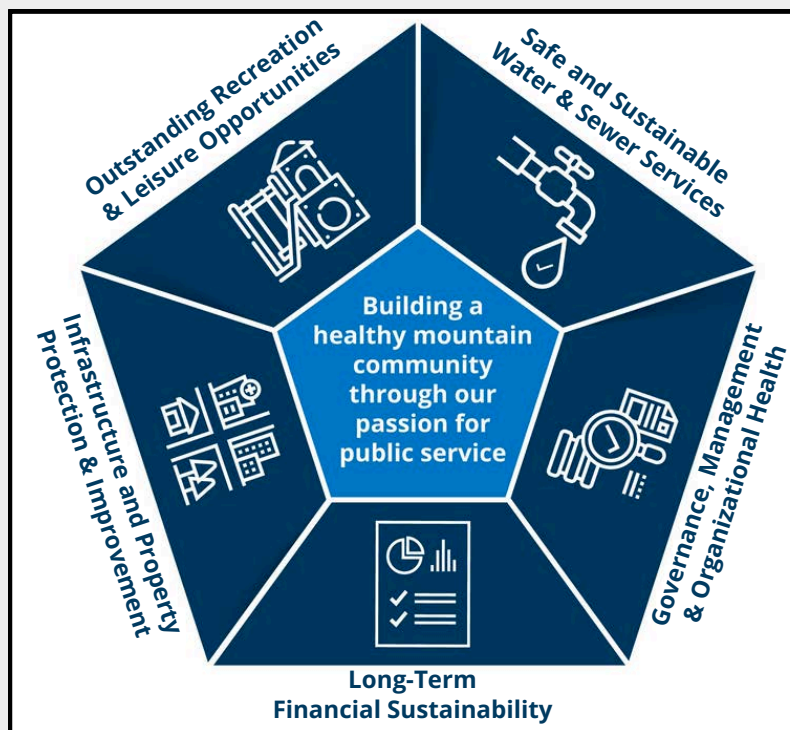 Outstanding Recreation
& Leisure Opportunities
Safe and Sustainable
Water & Sewer Services
Building a
healthy mountain
community
through our
passion for
public service
Infrastructure and Property
Protection & Improvement
Governance, Management
& Organizational Health
Long-Term
Financial Sustainability